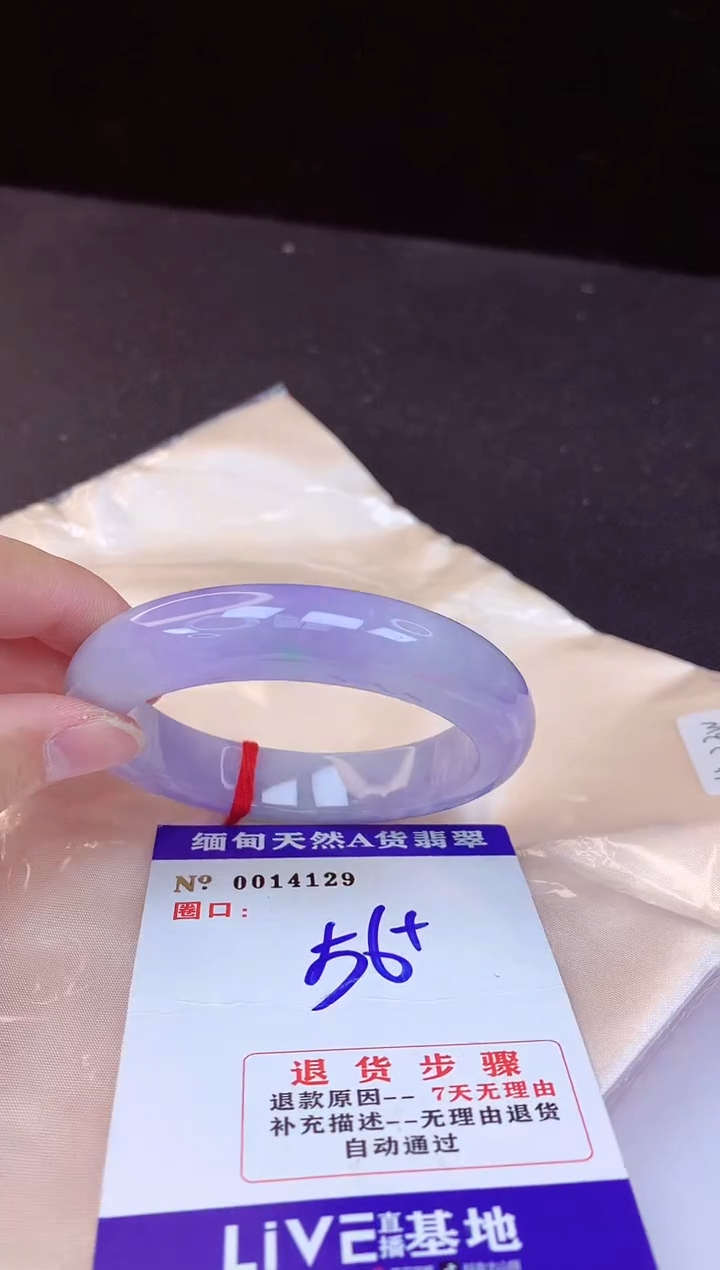 缅甸天然A货翡翠
Nº 0014129
圈口:
56+
退货步骤
退款原因--7天无理由
补充描述--无理由退货
自动通过
LiVE直播基地